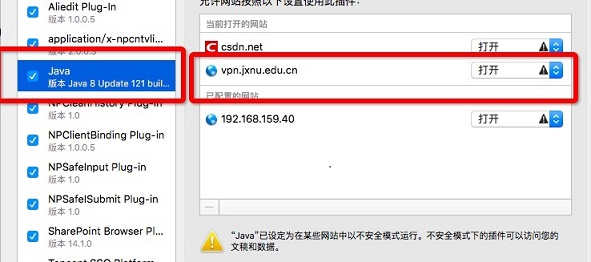 允许网站按照以下设置使用此插件：
Aliedit Plug-In
版本 1.0.0.5
当前打开的网站
application/x-npcntvli...
版本 2.0.0.3
csdn.net 打开
Java
版本 Java 8 Update 121 buil...
vpn.jxnu.edu.cn 打开
已配置的网站
NPCleanHistory Plug-in
版本 1.0.0
192.168.159.40 打开
NPClientBinding Plug-in
版本 1.0
NPSafeInput Plug-in
版本 1.0
NPSafeISubmit Plug-in
版本 1.0
SharePoint Browser Pl...
版本 14.1.0
“Java”已设定为在某些网站中以不安全模式运行。不安全模式下的插件可以访问您的
文稿和数据。